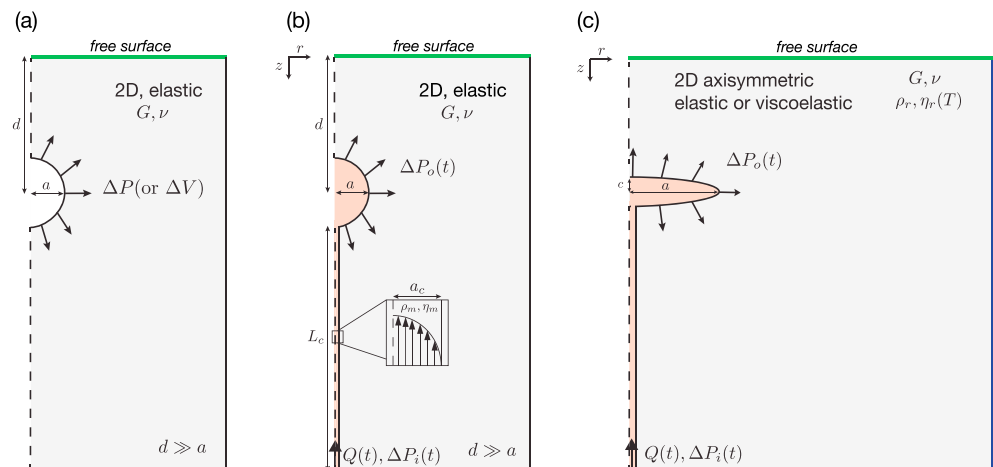 (a)
free surface
d
2D, elastic
G, ν
a
ΔP(or ΔV)
d ≫ a
(b)
r
z
free surface
d
2D, elastic
G, ν
ΔP_o(t)
a
a_c
ρ_m, η_m
L_c
Q(t), ΔP_i(t)
d ≫ a
(c)
r
z
free surface
2D axisymmetric
elastic or viscoelastic
G, ν
ρ_r, η_r(T)
ΔP_o(t)
c
a
Q(t), ΔP_i(t)